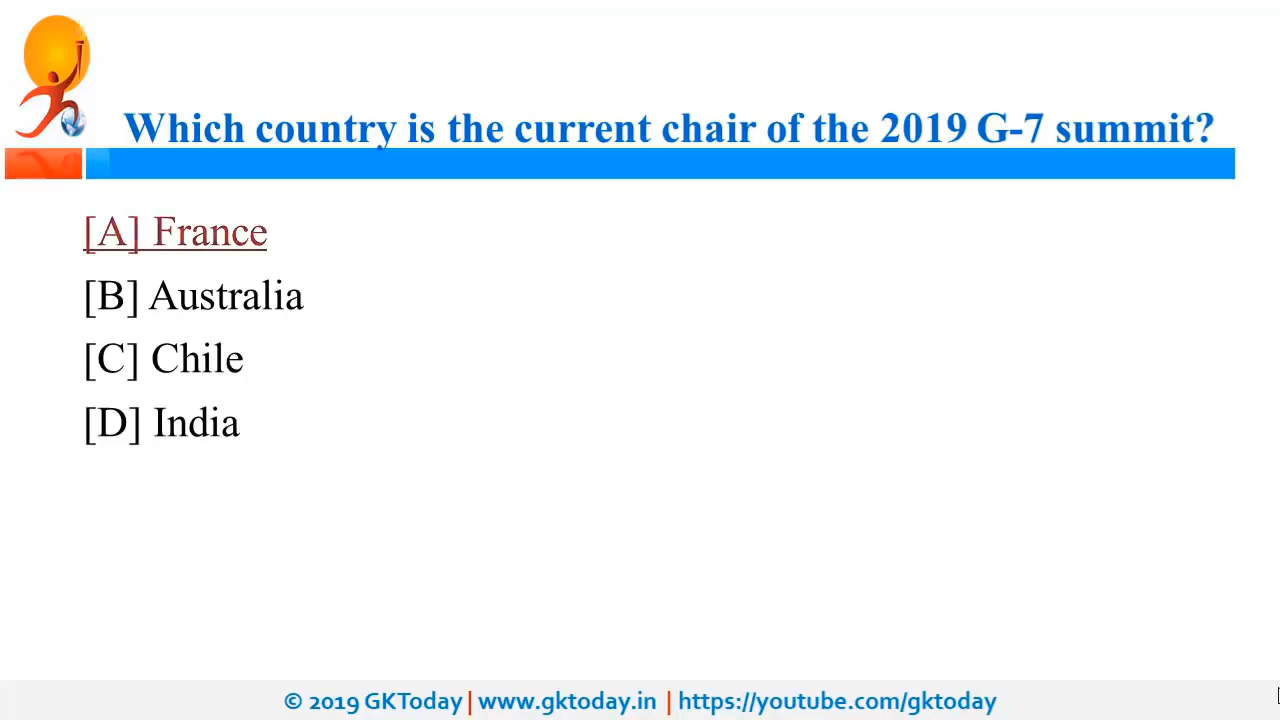 Which country is the current chair of the 2019 G-7 summit?
[A] France
[B] Australia
[C] Chile
[D] India
© 2019 GKToday | www.gktoday.in | https://youtube.com/gktoday